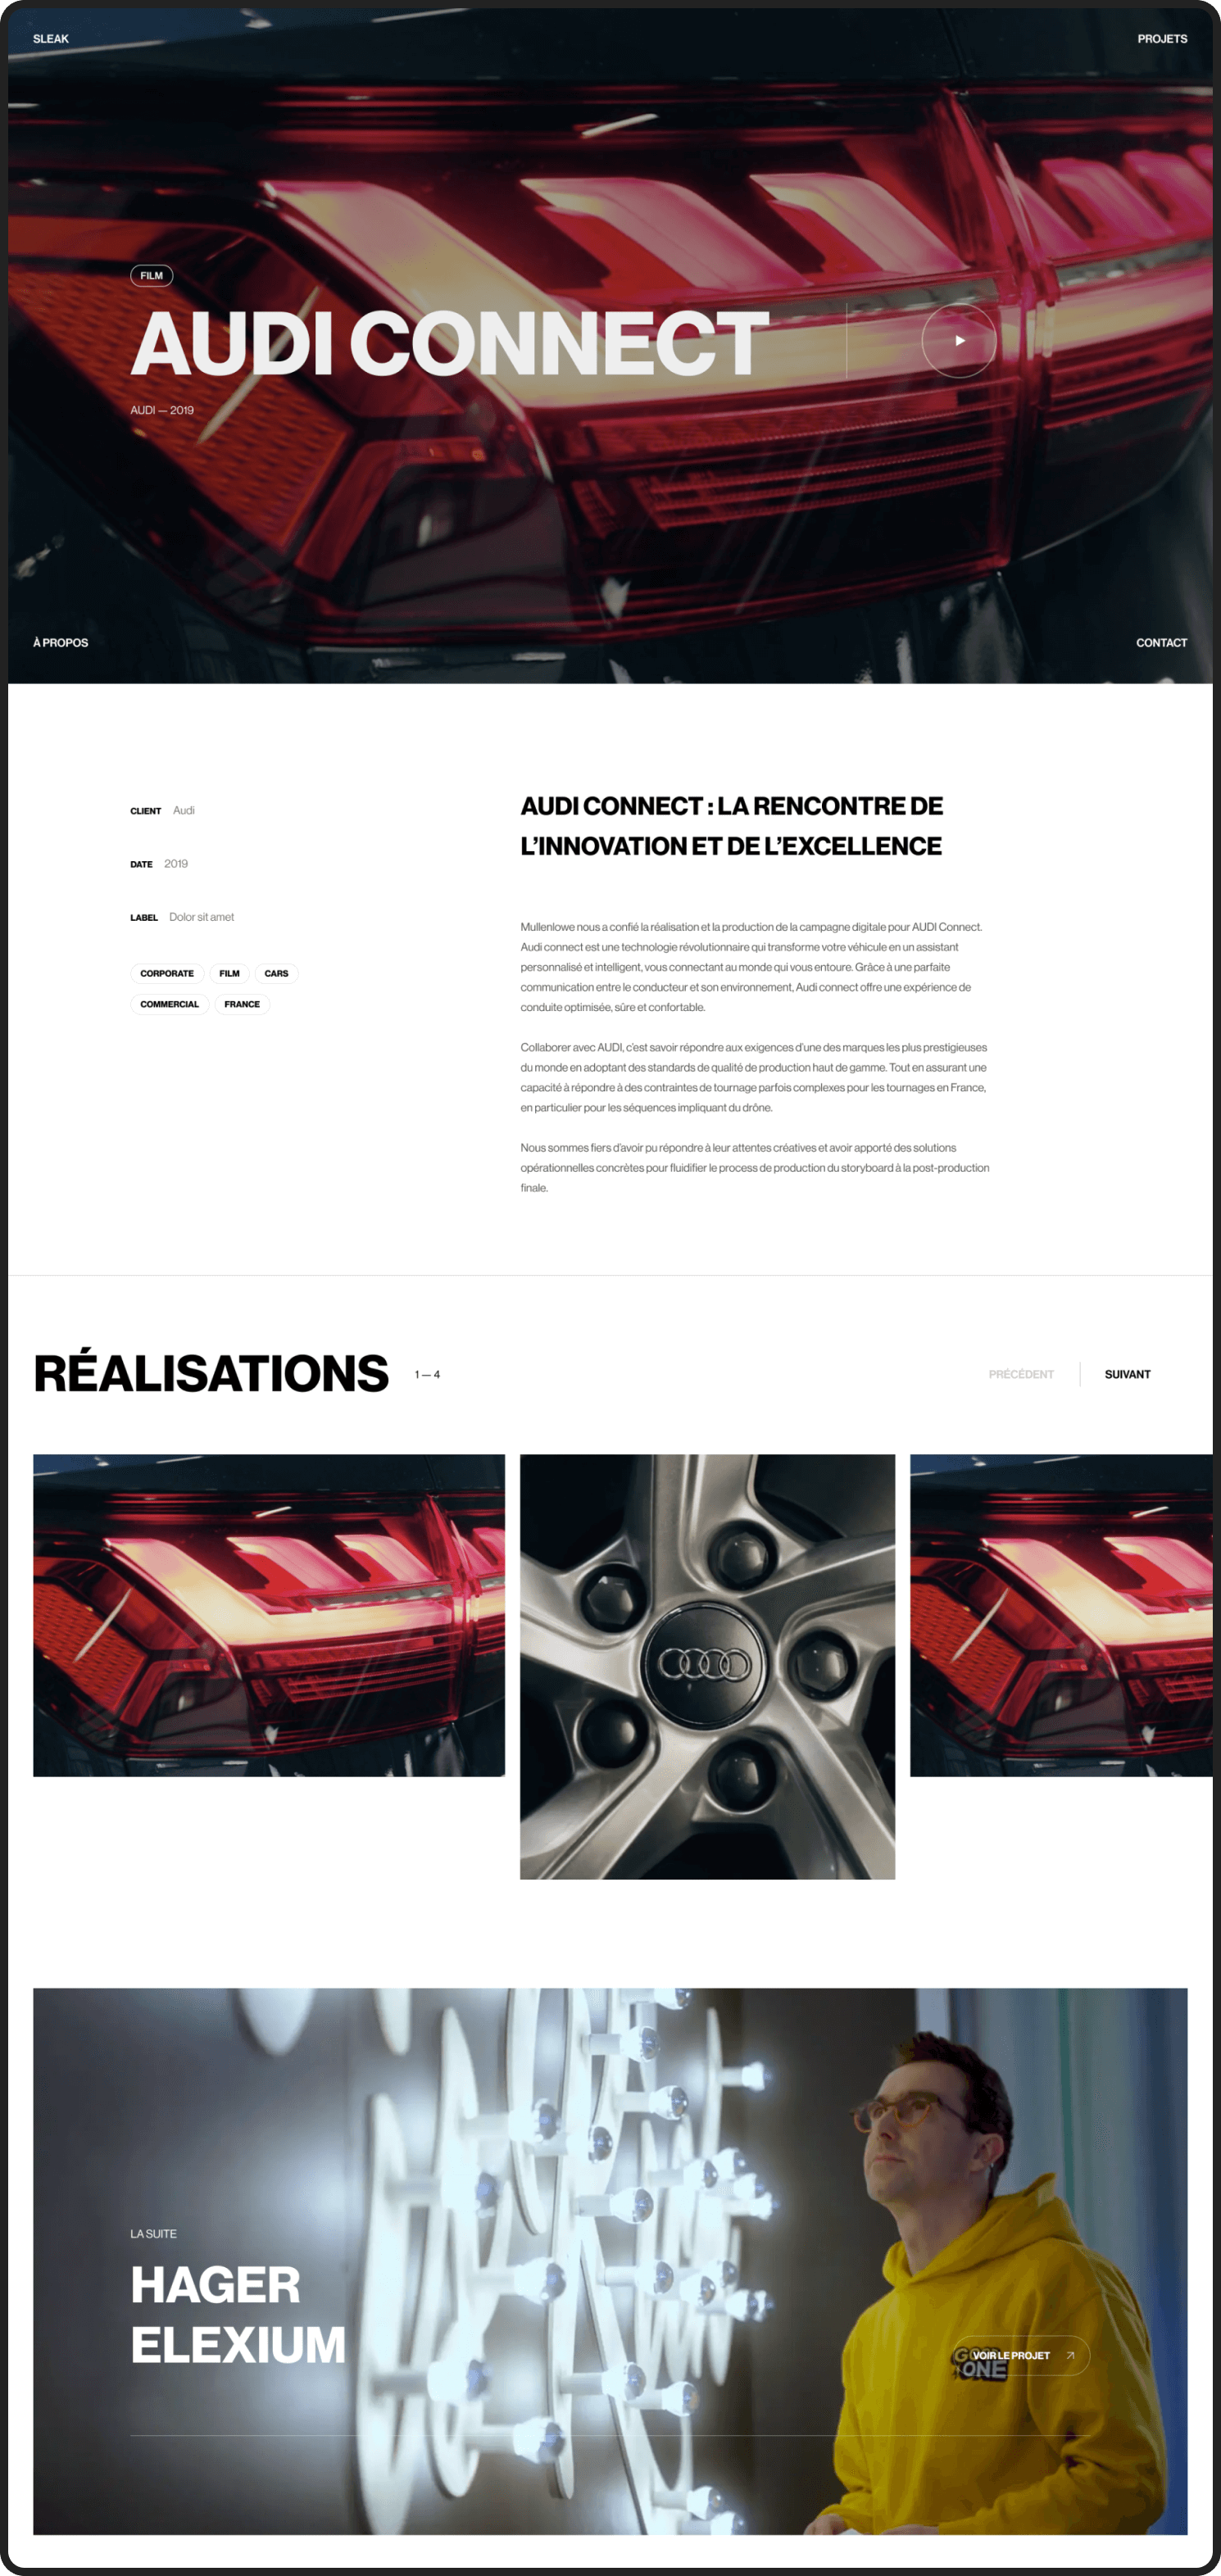 SLEAK
PROJETS
FILM
AUDI CONNECT
AUDI — 2019
À PROPOS
CONTACT
CLIENT Audi
DATE 2019
LABEL Dolor sit amet
CORPORATE FILM CARS
COMMERCIAL FRANCE
AUDI CONNECT : LA RENCONTRE DE
L’INNOVATION ET DE L’EXCELLENCE
Mullenlowe nous a confié la réalisation et la production de la campagne digitale pour AUDI Connect.
Audi connect est une technologie révolutionnaire qui transforme votre véhicule en un assistant
personnalisé et intelligent, vous connectant au monde qui vous entoure. Grâce à une parfaite
communication entre le conducteur et son environnement, Audi connect offre une expérience de
conduite optimisée, sûre et confortable.
Collaborer avec AUDI, c’est savoir répondre aux exigences d’une des marques les plus prestigieuses
du monde en adoptant des standards de qualité de production haut de gamme. Tout en assurant une
capacité à répondre à des contraintes de tournage parfois complexes pour les tournages en France,
en particulier pour les séquences impliquant du drône.
Nous sommes fiers d’avoir pu répondre à leur attentes créatives et avoir apporté des solutions
opérationnelles concrètes pour fluidifier le process de production du storyboard à la post-production
finale.
RÉALISATIONS
1 — 4
PRÉCÉDENT
SUIVANT
LA SUITE
HAGER
ELEXIUM
VOIR LE PROJET
GOOD
ONE